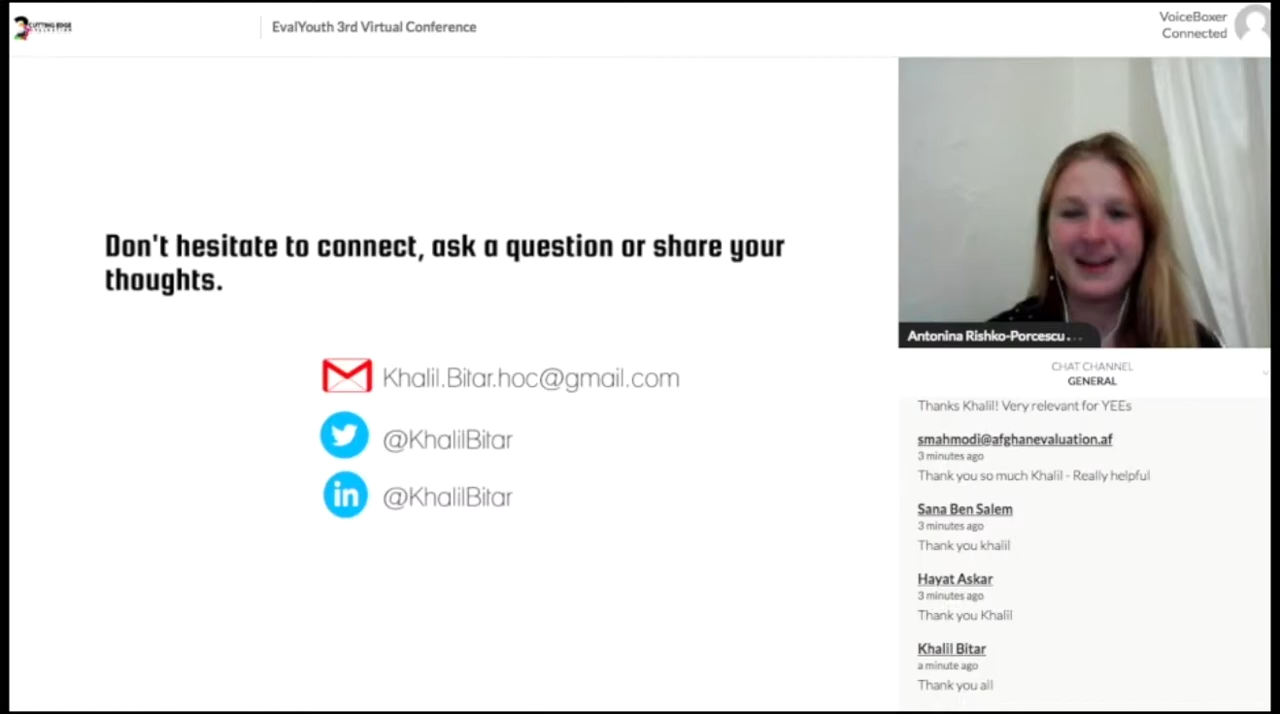 CUTTING EDGE
EvalYouth 3rd Virtual Conference
VoiceBoxer
Connected
Don't hesitate to connect, ask a question or share your
thoughts.
Khalil.Bitar.hoc@gmail.com
@KhalilBitar
in
@KhalilBitar
Antonina Rishko-Porcescu...
CHAT CHANNEL
GENERAL
Thanks Khalil! Very relevant for YEEs
smahmodi@afghanevaluation.af
3 minutes ago
Thank you so much Khalil - Really helpful
Sana Ben Salem
3 minutes ago
Thank you khalil
Hayat Askar
3 minutes ago
Thank you Khalil
Khalil Bitar
a minute ago
Thank you all